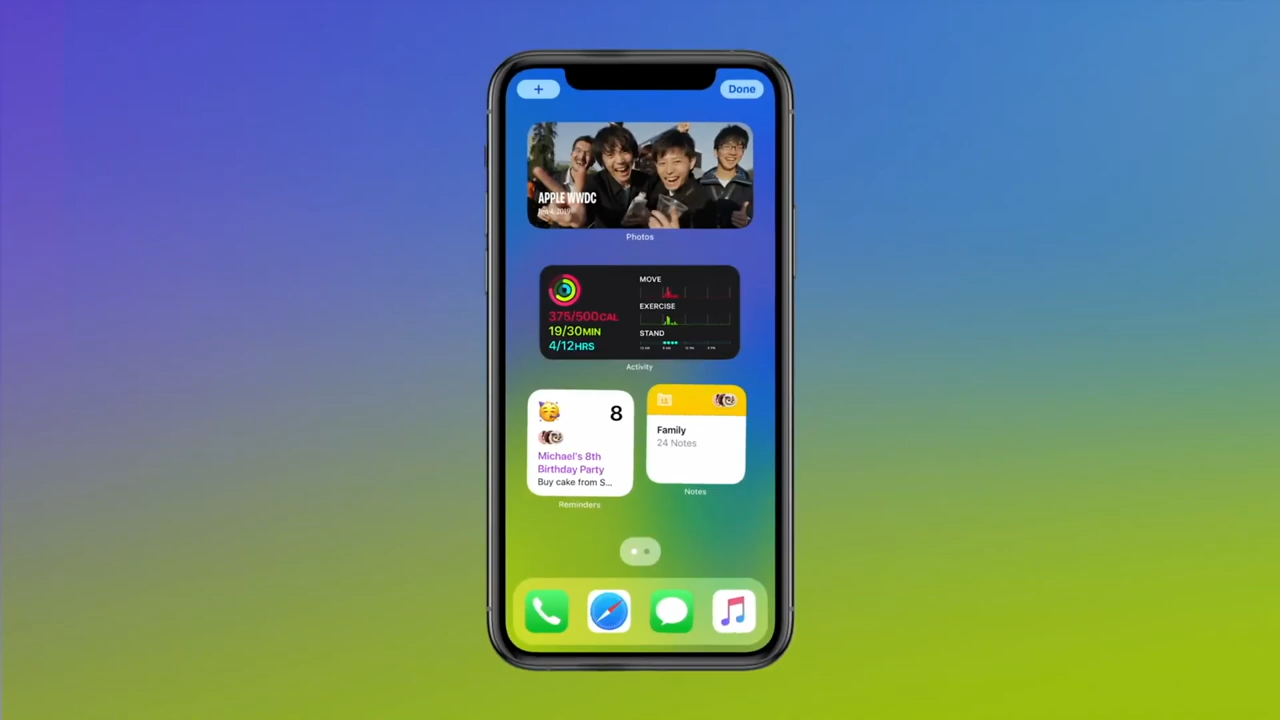 +
Done
APPLE WWDC
Photos
375/500CAL
19/30MIN
4/12HRS
MOVE
EXERCISE
STAND
Activity
8
Michael's 8th
Birthday Party
Buy cake from S...
Reminders
Family
24 Notes
Notes